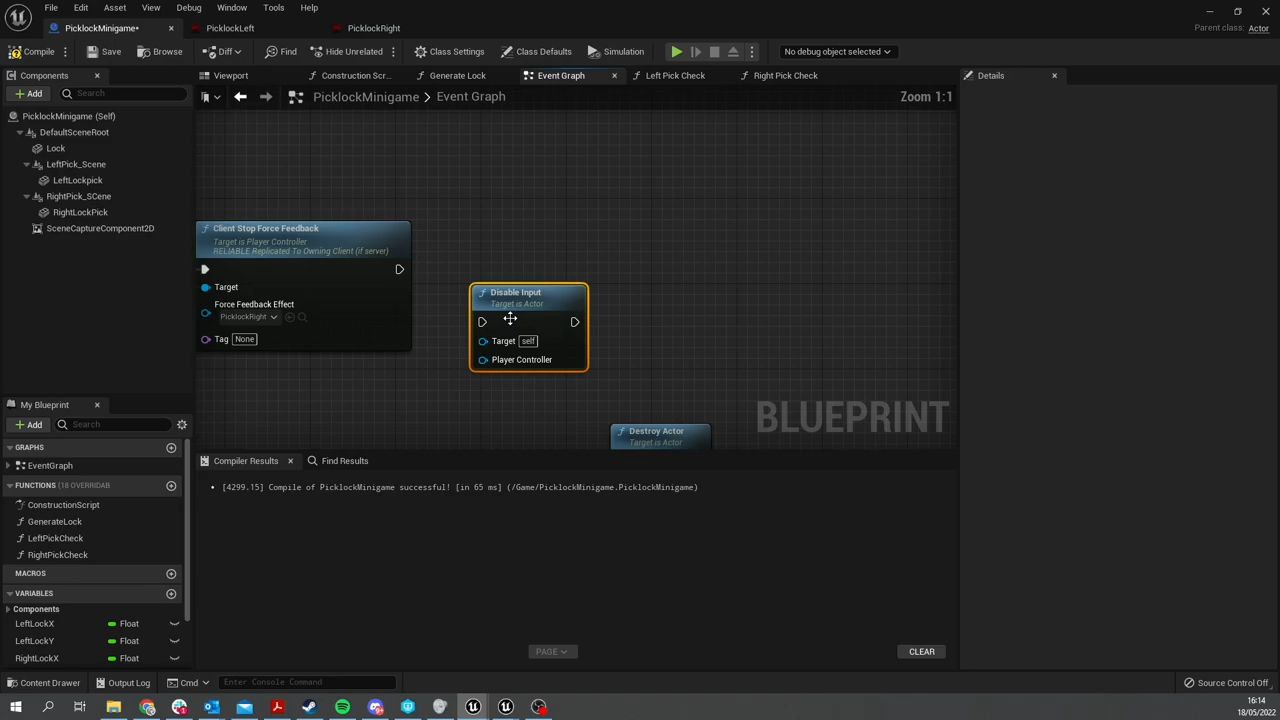 File Edit Asset View Debug Window Tools Help
PicklockMinigame* PicklockLeft PicklockRight
Parent class: Actor
Compile Save Browse Diff Find Hide Unrelated Class Settings Class Defaults Simulation No debug object selected
Components
Viewport Construction Scr... Generate Lock Event Graph Left Pick Check Right Pick Check Details
Add Search
PicklockMinigame > Event Graph
Zoom 1:1
PicklockMinigame (Self)
DefaultSceneRoot
Lock
LeftPick_Scene
LeftLockpick
RightPick_SCene
RightLockPick
SceneCaptureComponent2D
Client Stop Force Feedback
Target is Player Controller
RELIABLE Replicated To Owning Client (if server)
Target
Force Feedback Effect
PicklockRight
Tag None
Disable Input
Target is Actor
Target self
Player Controller
Destroy Actor
Target is Actor
BLUEPRINT
My Blueprint
Add Search
GRAPHS
EventGraph
FUNCTIONS (18 OVERRIDAB
ConstructionScript
GenerateLock
LeftPickCheck
RightPickCheck
MACROS
VARIABLES
Components
LeftLockX Float
LeftLockY Float
RightLockX Float
Compiler Results Find Results
[4299.15] Compile of PicklockMinigame successful! [in 65 ms] (/Game/PicklockMinigame.PicklockMinigame)
PAGE
CLEAR
Content Drawer Output Log Cmd Enter Console Command
Source Control Off
16:14
18/05/2022